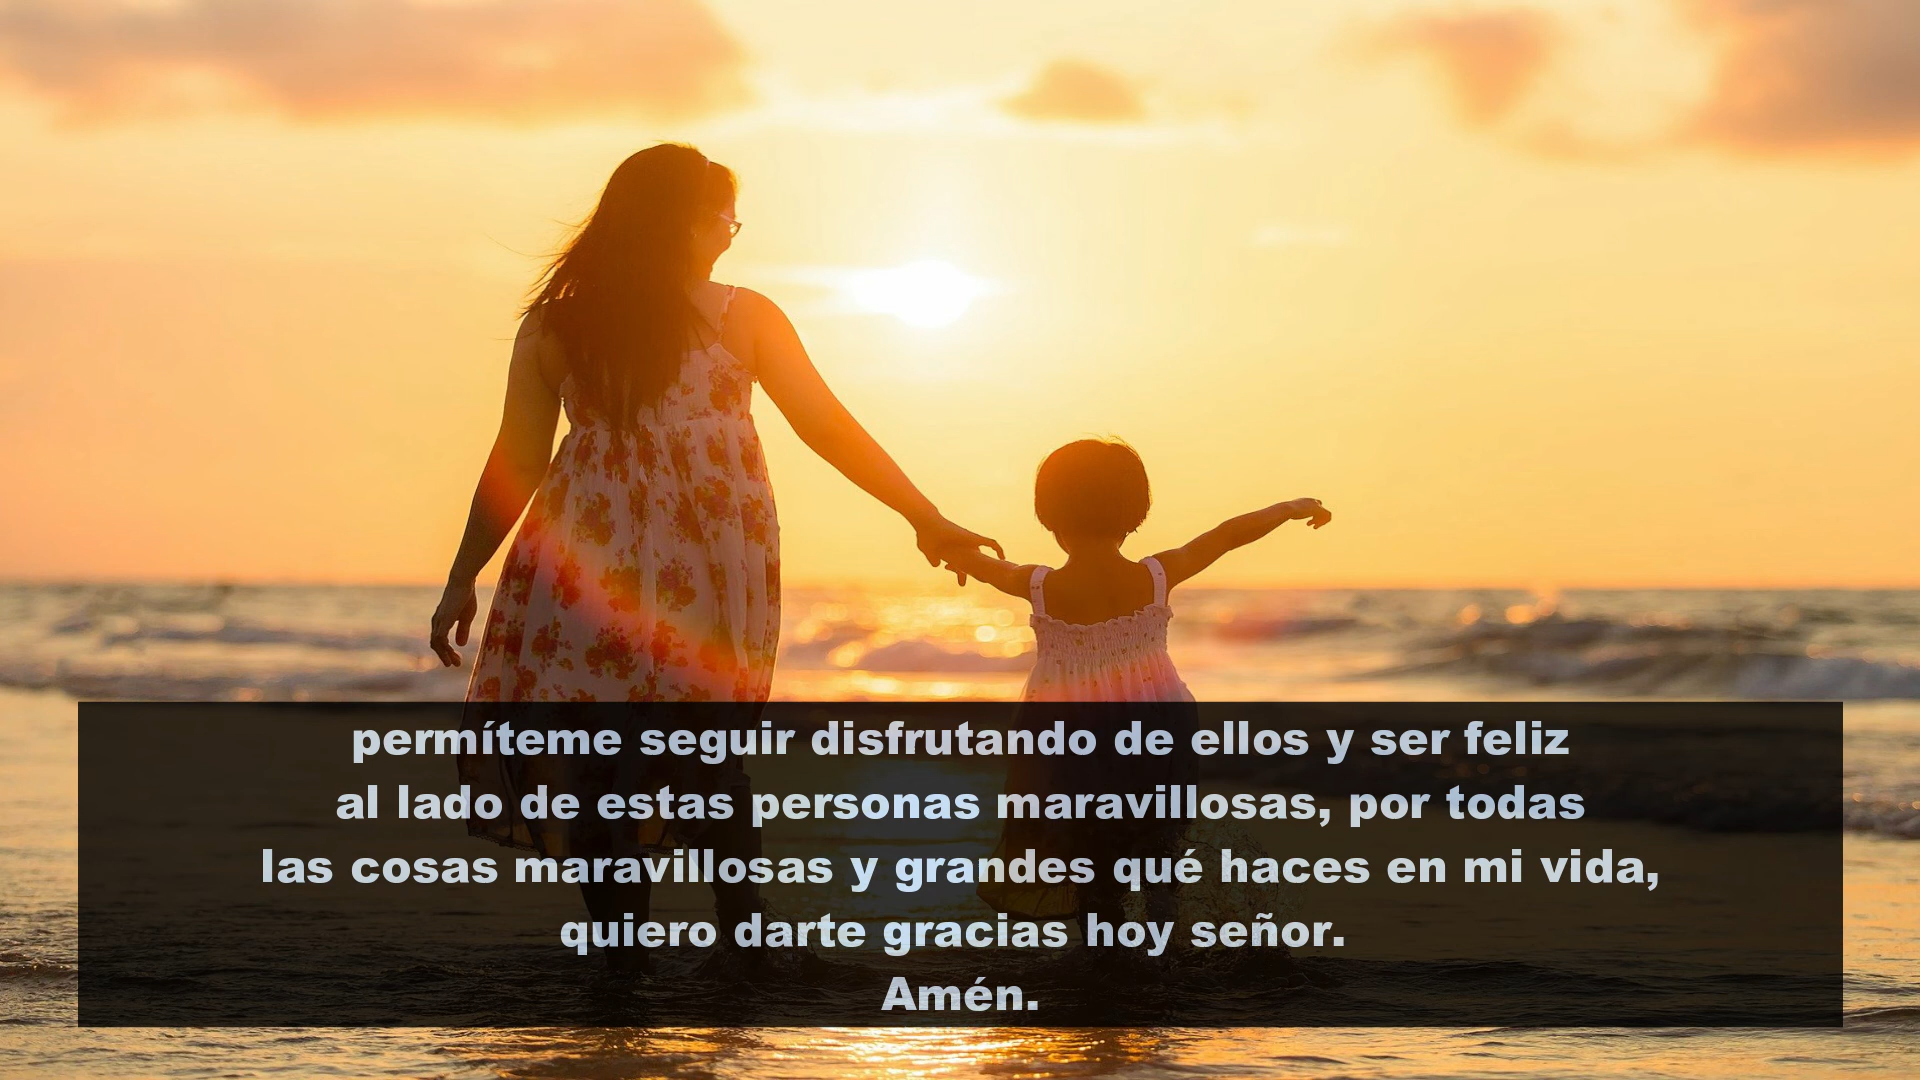 permíteme seguir disfrutando de ellos y ser feliz
al lado de estas personas maravillosas, por todas
las cosas maravillosas y grandes qué haces en mi vida,
quiero darte gracias hoy señor.
Amén.